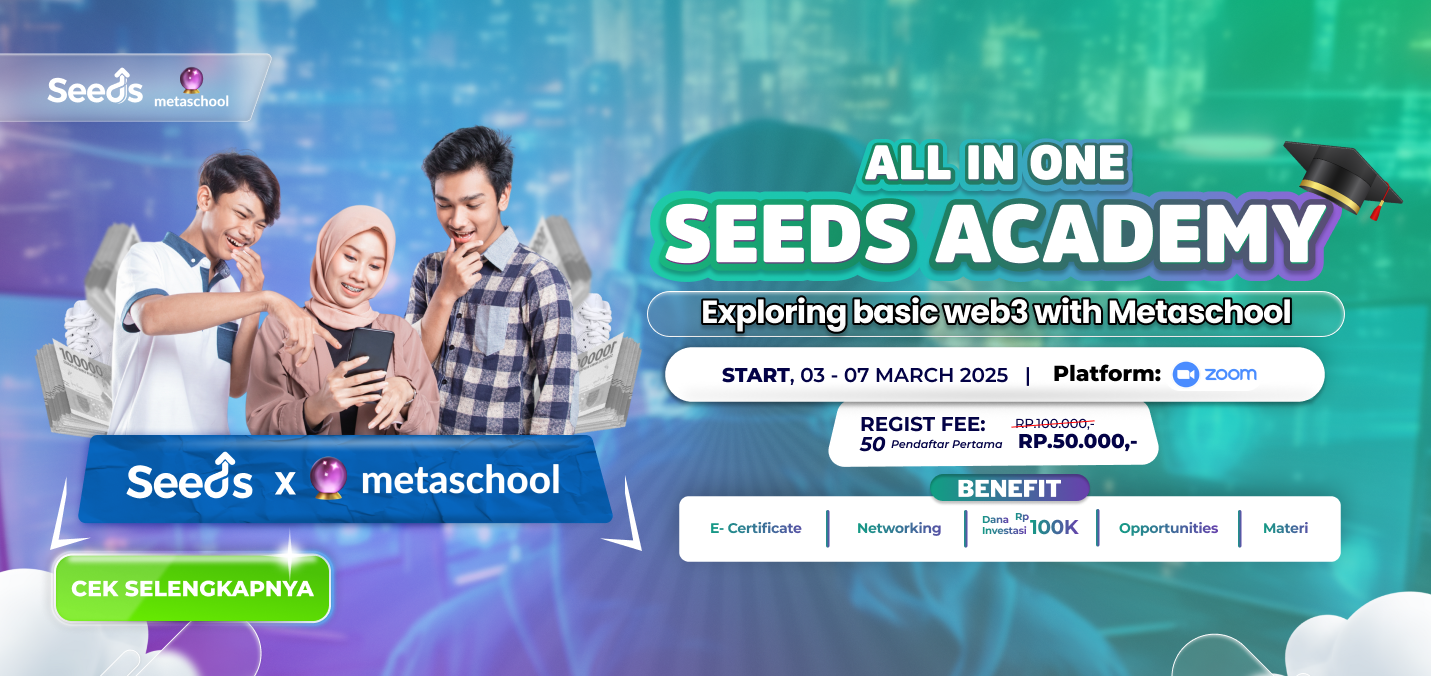 Seeds metaschool
ALL IN ONE
SEEDS ACADEMY
Exploring basic web3 with Metaschool
START, 03 - 07 MARCH 2025 | Platform: zoom
REGIST FEE: RP.100.000,-
50 Pendaftar Pertama RP.50.000,-
BENEFIT
E- Certificate
Networking
Dana Investasi Rp 100K
Opportunities
Materi
100000
Seeds x metaschool
CEK SELENGKAPNYA